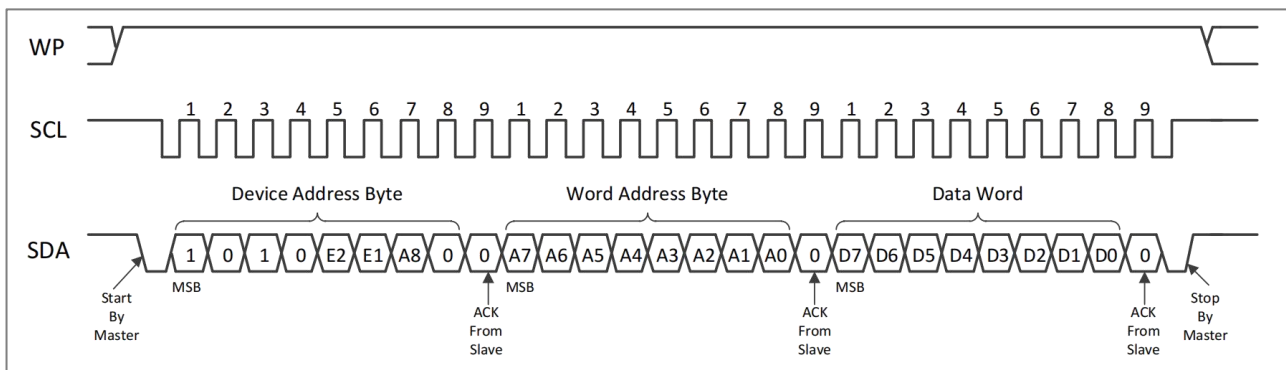 WP
1 2 3 4 5 6 7 8 9 1 2 3 4 5 6 7 8 9 1 2 3 4 5 6 7 8 9
SCL
Device Address Byte Word Address Byte Data Word
SDA 1 0 1 0 E2 E1 A8 0 0 A7 A6 A5 A4 A3 A2 A1 A0 0 D7 D6 D5 D4 D3 D2 D1 D0 0
MSB MSB MSB
Start
By
Master
ACK
From
Slave
ACK
From
Slave
ACK
From
Slave
Stop
By
Master